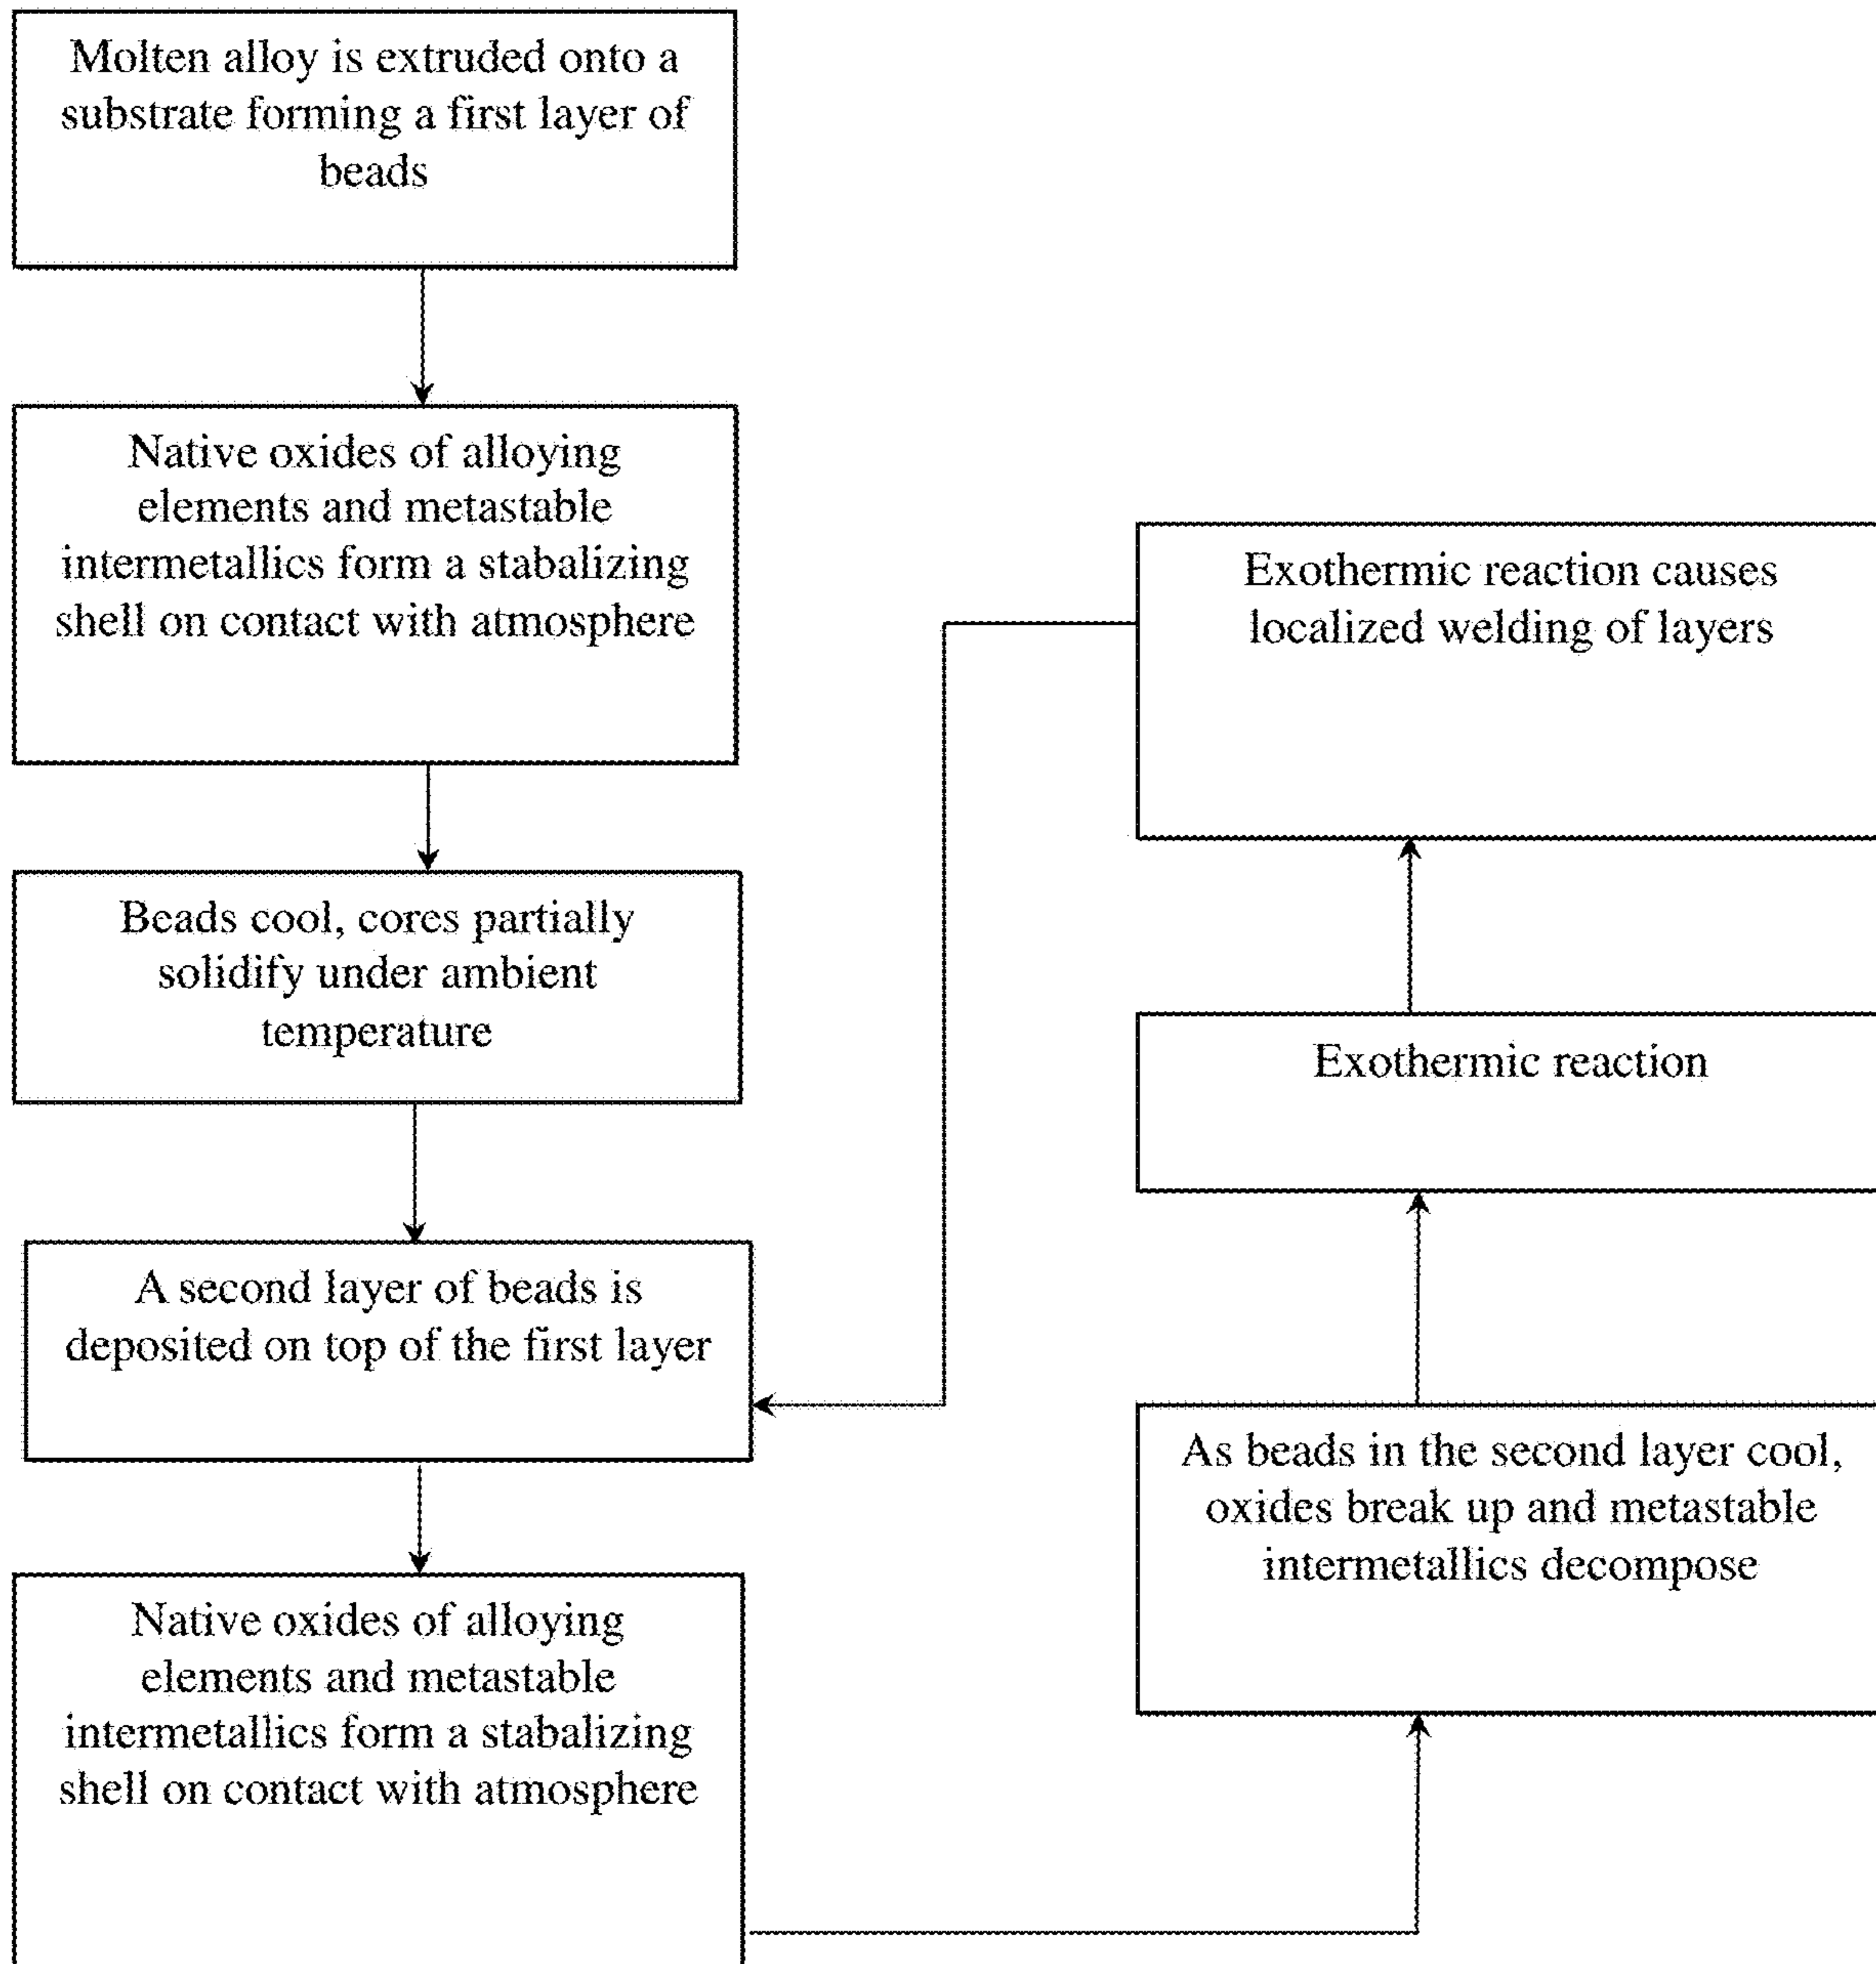 Molten alloy is extruded onto a
substrate forming a first layer of
beads
Native oxides of alloying
elements and metastable
intermetallics form a stabalizing
shell on contact with atmosphere
Beads cool, cores partially
solidify under ambient
temperature
A second layer of beads is
deposited on top of the first layer
Native oxides of alloying
elements and metastable
intermetallics form a stabalizing
shell on contact with atmosphere
As beads in the second layer cool,
oxides break up and metastable
intermetallics decompose
Exothermic reaction
Exothermic reaction causes
localized welding of layers